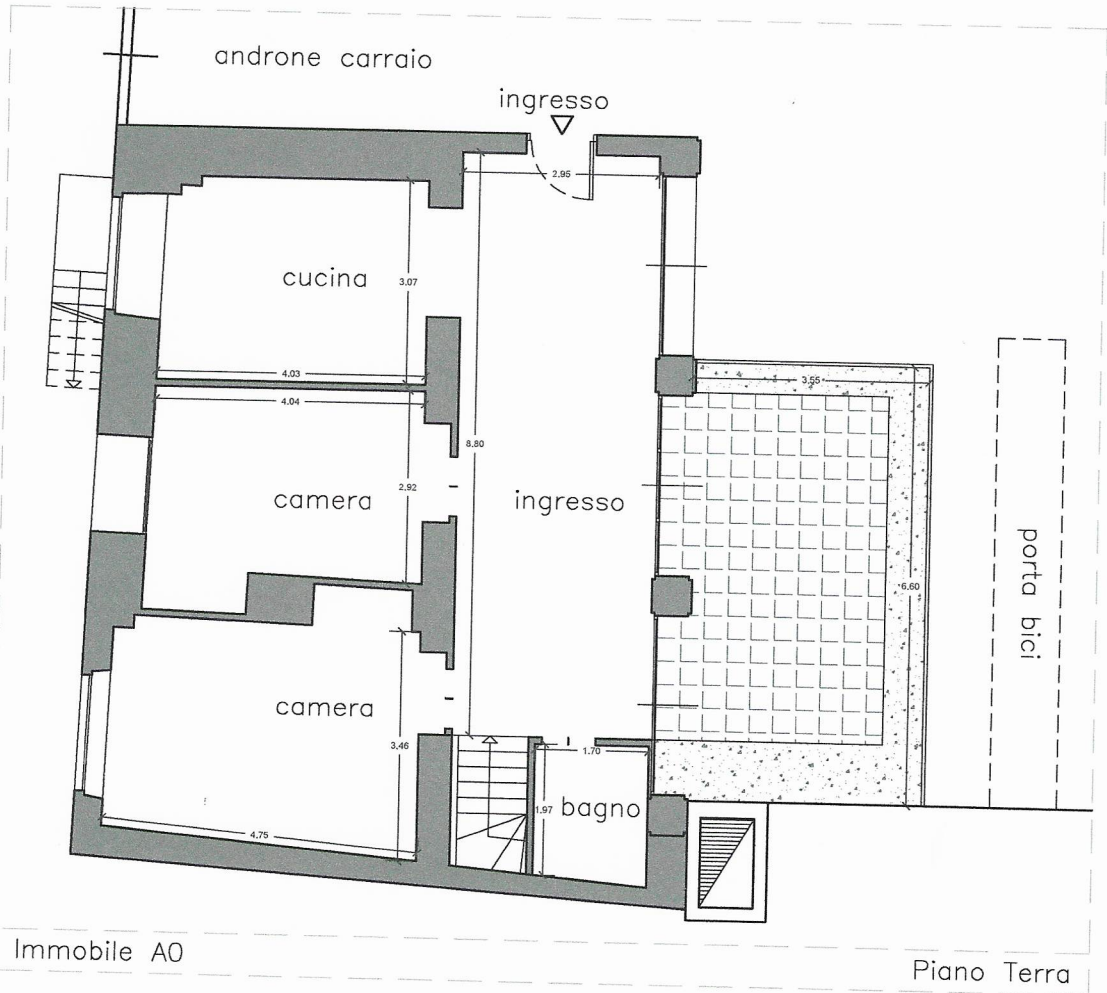 androne carraio
ingresso
2.95
cucina
3.07
4.03
4.04
3.55
8.80
camera
2.92
ingresso
porta bici
6.60
camera
3.46
1.70
1.97
bagno
4.75
Immobile A0
Piano Terra